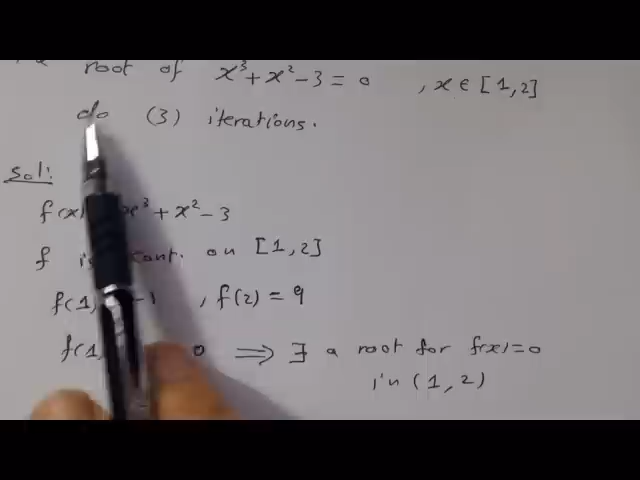 root of x³ + x² - 3 = 0 , x ∈ [1, 2]
do (3) iterations.
Sol:
f(x) x³ + x² - 3
f is cont. on [1, 2]
f(1) -1 , f(2) = 9
f(1) 0 ⟹ ∃ a root for f(x) = 0
in (1, 2)